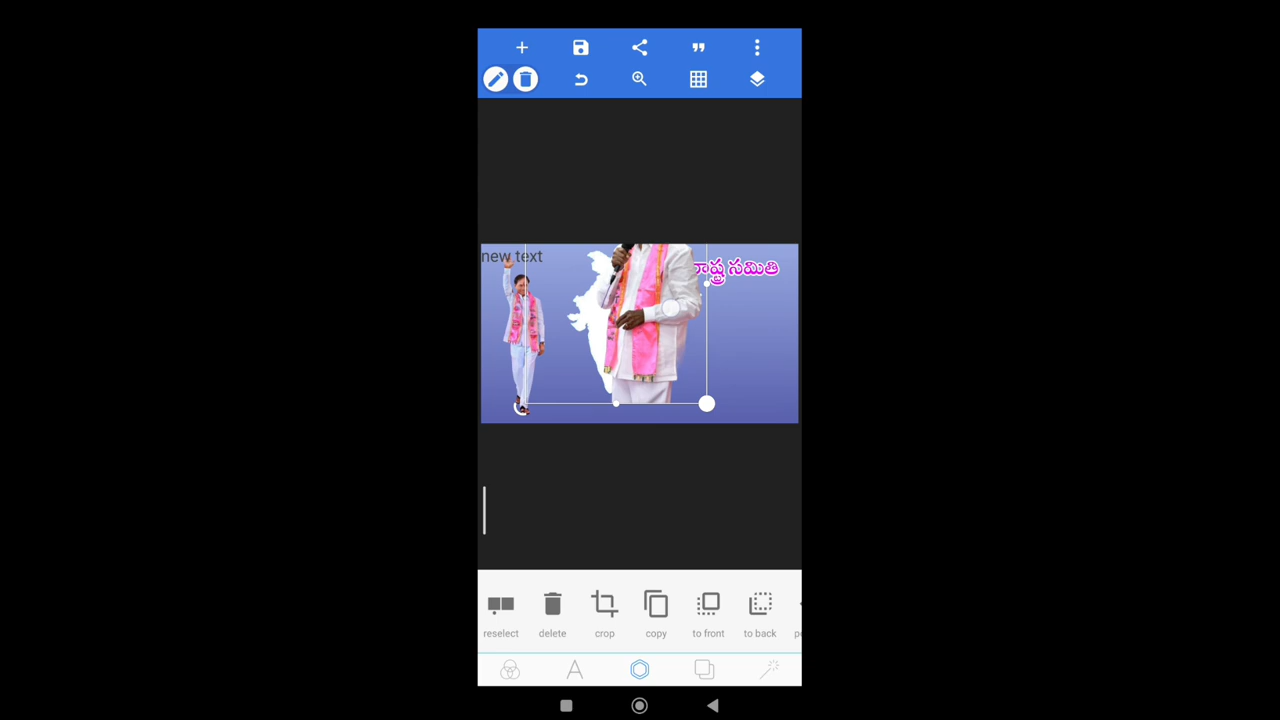 new text
సమితి
reselect
delete
crop
copy
to front
to back